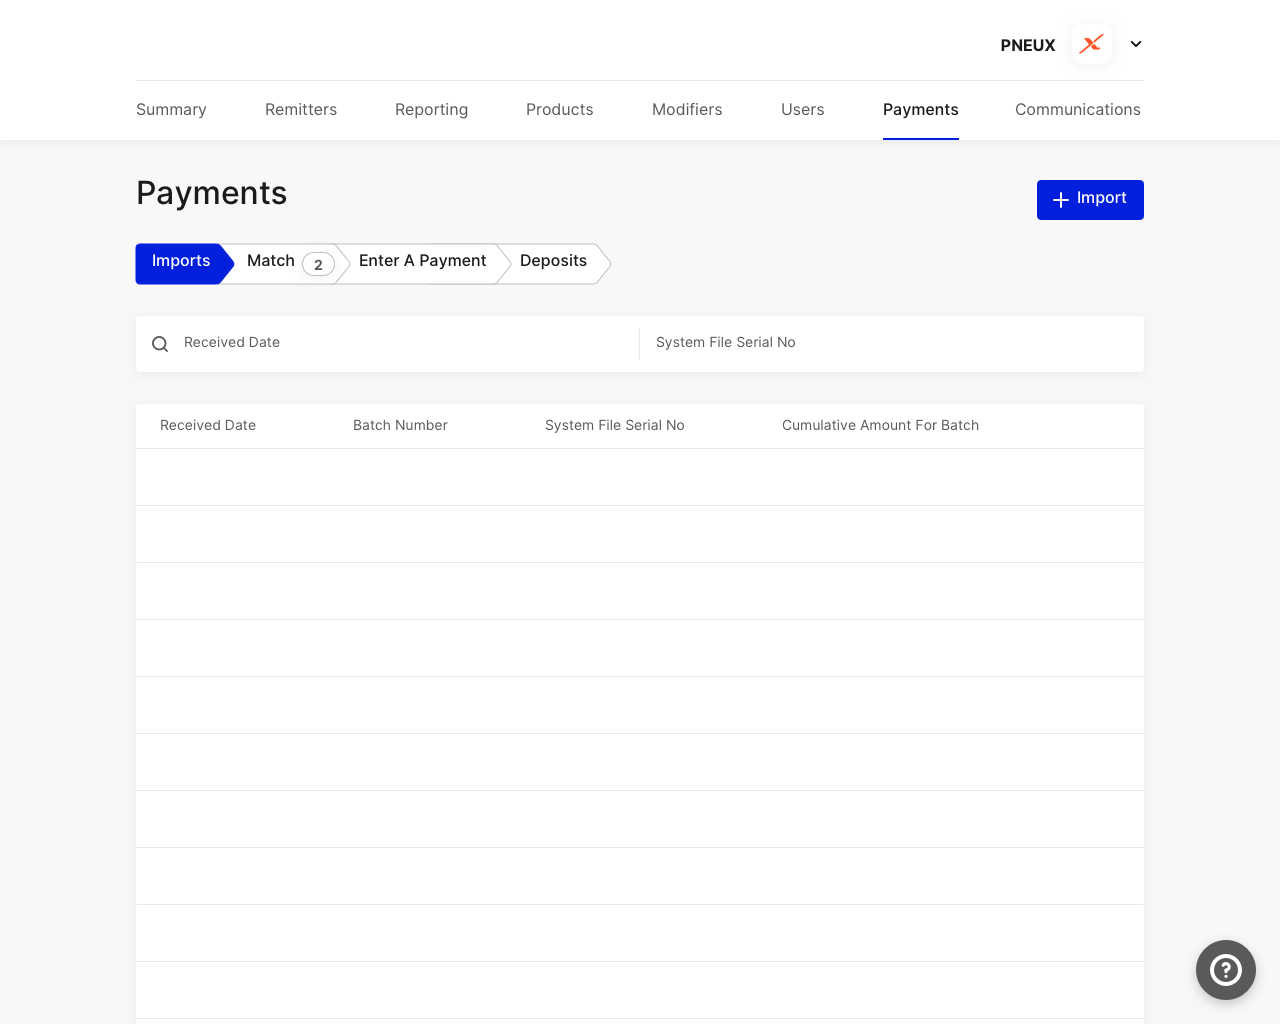 PNEUX
Summary Remitters Reporting Products Modifiers Users Payments Communications
Payments
Import
Imports Match 2 Enter A Payment Deposits
Received Date System File Serial No
Received Date Batch Number System File Serial No Cumulative Amount For Batch